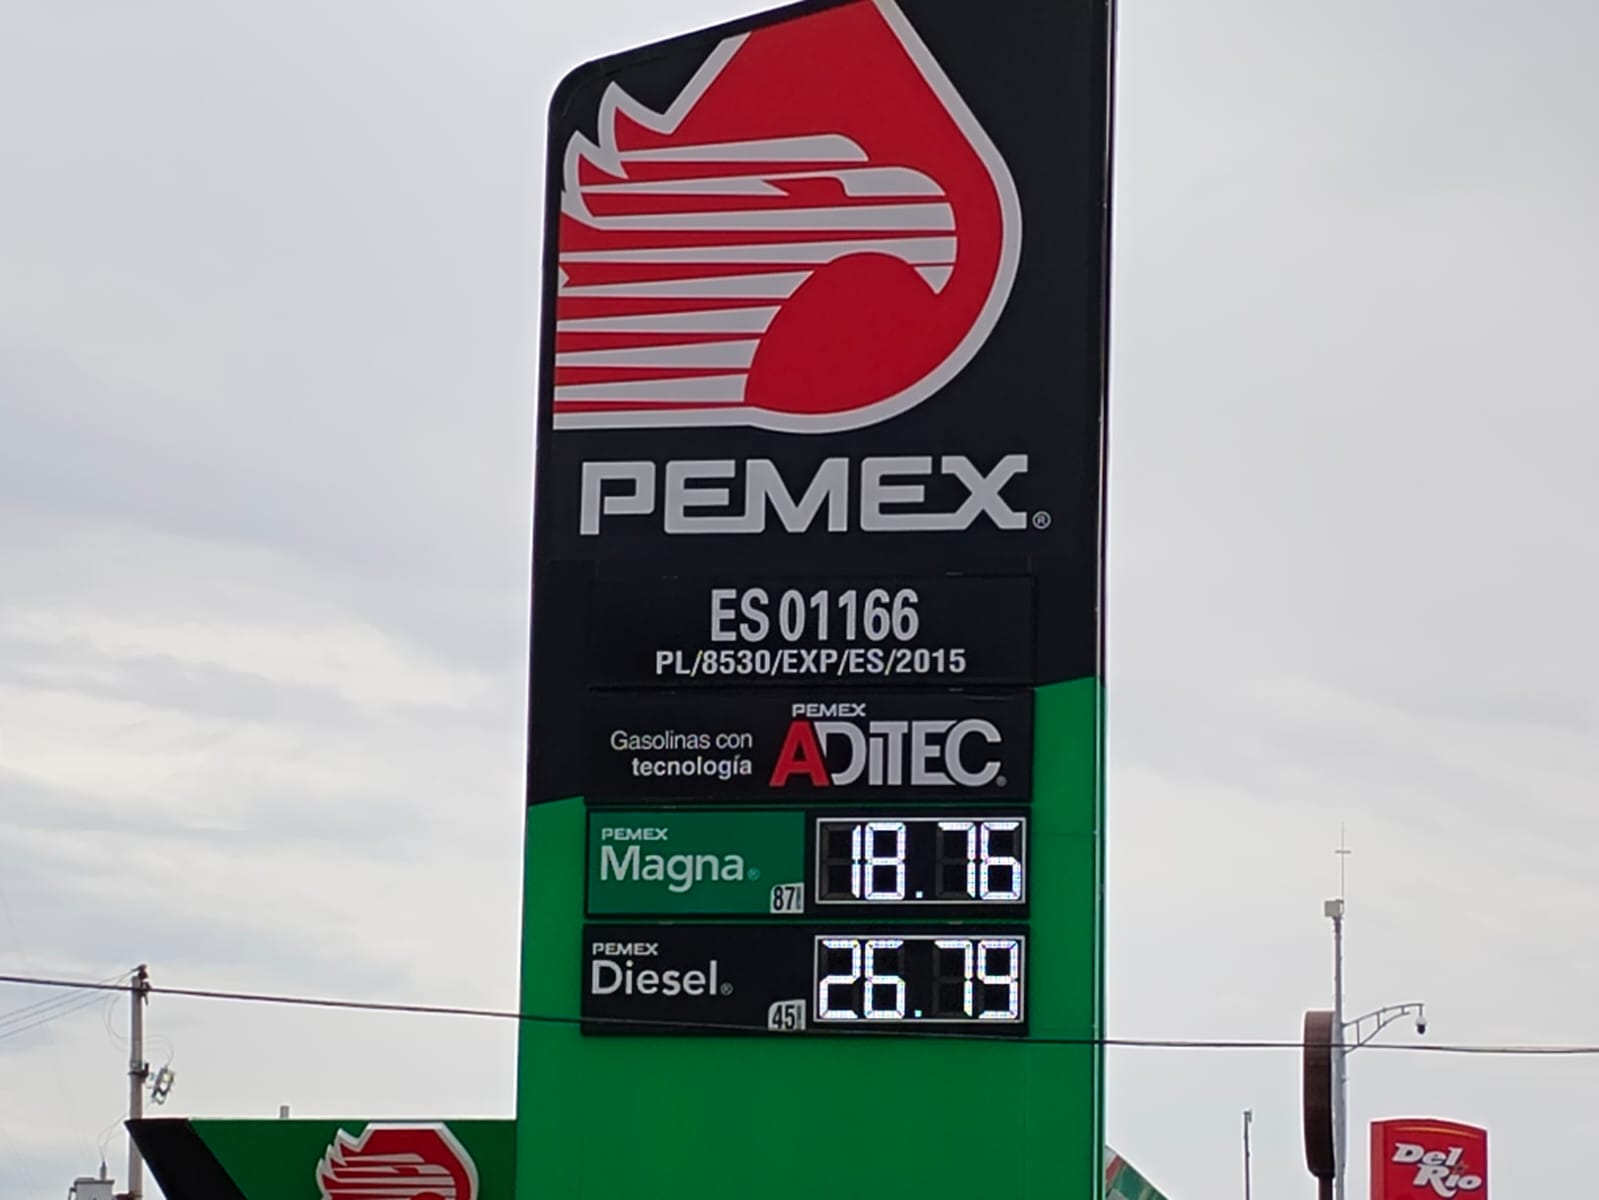 PEMEX®
ES 01166
PL/8530/EXP/ES/2015
PEMEX
Gasolinas con
tecnología
ADiTEC®
PEMEX
Magna®
87
18.76
PEMEX
Diesel®
45
26.79
Del
Rio